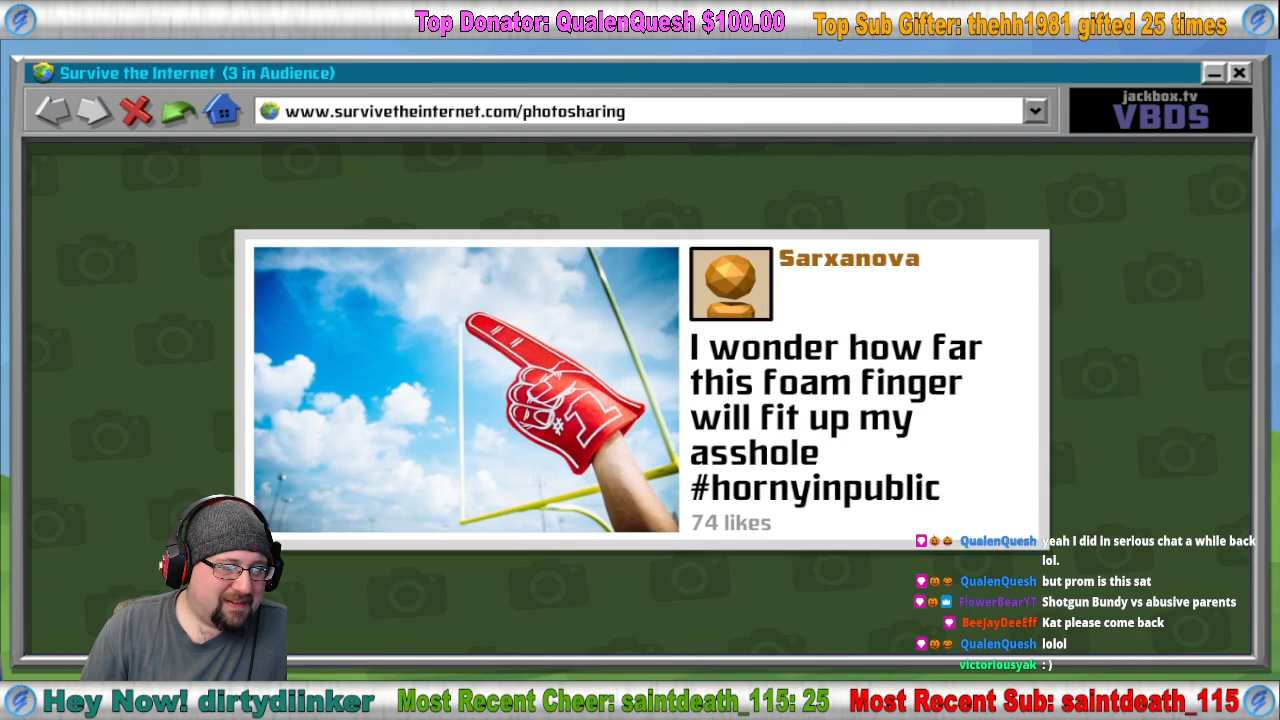 Top Donator: QualenQuesh $100.00
Top Sub Gifter: thehh1981 gifted 25 times
Survive the Internet (3 in Audience)
www.survivetheinternet.com/photosharing
jackbox.tv
VBDS
Sarxanova
I wonder how far
this foam finger
will fit up my
asshole
#hornyinpublic
74 likes
#1
QualenQuesh yeah I did in serious chat a while back
lol.
QualenQuesh but prom is this sat
FlowerBearYT Shotgun Bundy vs abusive parents
BeeJayDeeEff Kat please come back
QualenQuesh lolol
victoriousyak : )
Hey Now! dirtydiinker
Most Recent Cheer: saintdeath_115: 25
Most Recent Sub: saintdeath_115